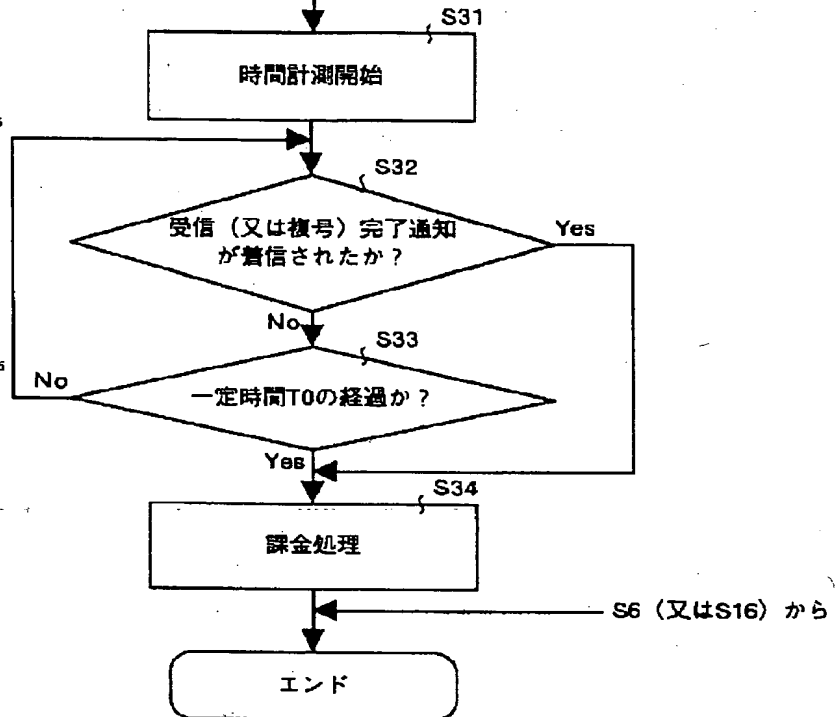 S31
時間計測開始
S32
受信（又は複号）完了通知
が着信されたか？
Yes
No
S33
一定時間T0の経過か？
No
Yes
S34
課金処理
S6（又はS16）から
エンド